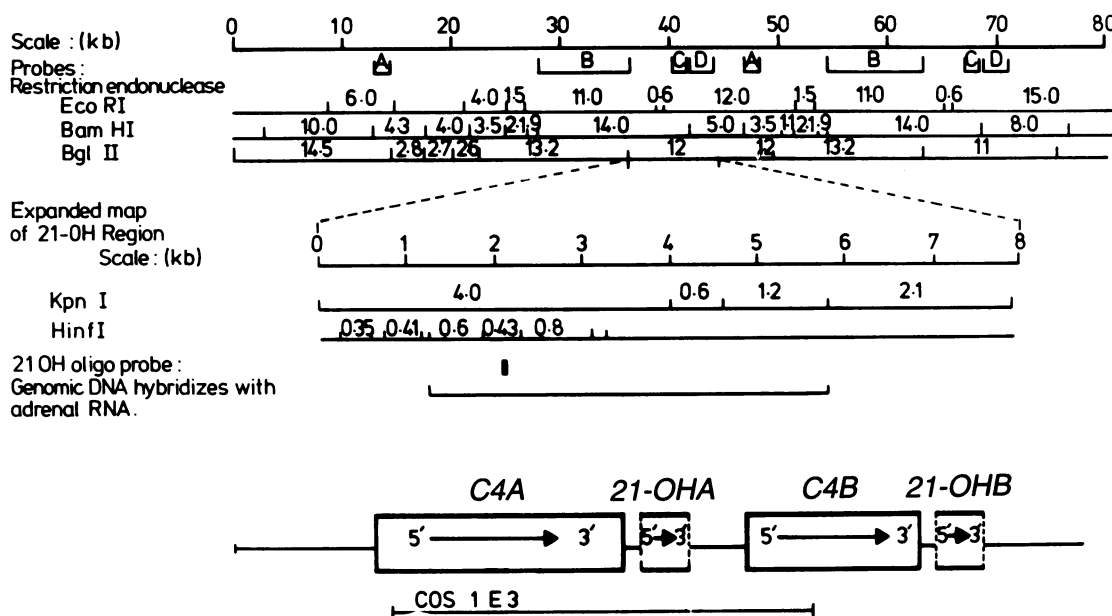 0 10 20 30 40 50 60 70 80
Scale : (kb)
Probes: A B C D A B C D
Restriction endonuclease
Eco RI 6·0 4·0 1·5 11·0 0·6 12·0 1·5 11·0 0·6 15·0
Bam HI 10·0 4·3 4·0 3·5 2·1 ·9 14·0 5·0 3·5 1·1 2·1 ·9 14·0 8·0
Bgl II 14·5 2·8 2·7 2·6 13·2 12 12 13·2 11
Expanded map
of 21-OH Region
0 1 2 3 4 5 6 7 8
Scale : (kb)
Kpn I 4·0 0·6 1·2 2·1
Hinf I 0·35 0·41 0·6 0·43 0·8
21 OH oligo probe :
Genomic DNA hybridizes with
adrenal RNA.
C4A 21-OHA C4B 21-OHB
5′ 3′ 5′ 3′ 5′ 3′ 5′ 3′
COS 1 E 3